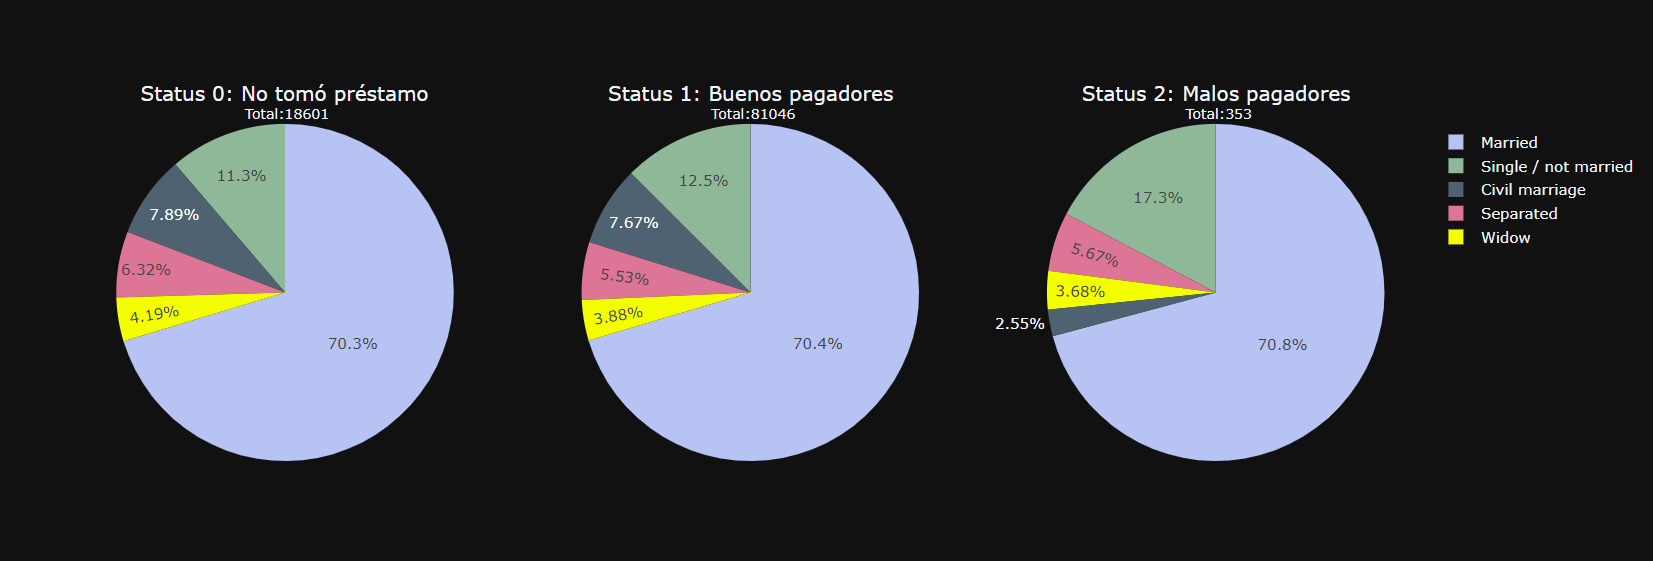 Status 0: No tomó préstamo
Total:18601
11.3%
7.89%
6.32%
4.19%
70.3%
Status 1: Buenos pagadores
Total:81046
12.5%
7.67%
5.53%
3.88%
70.4%
Status 2: Malos pagadores
Total:353
17.3%
5.67%
3.68%
2.55%
70.8%
Married
Single / not married
Civil marriage
Separated
Widow